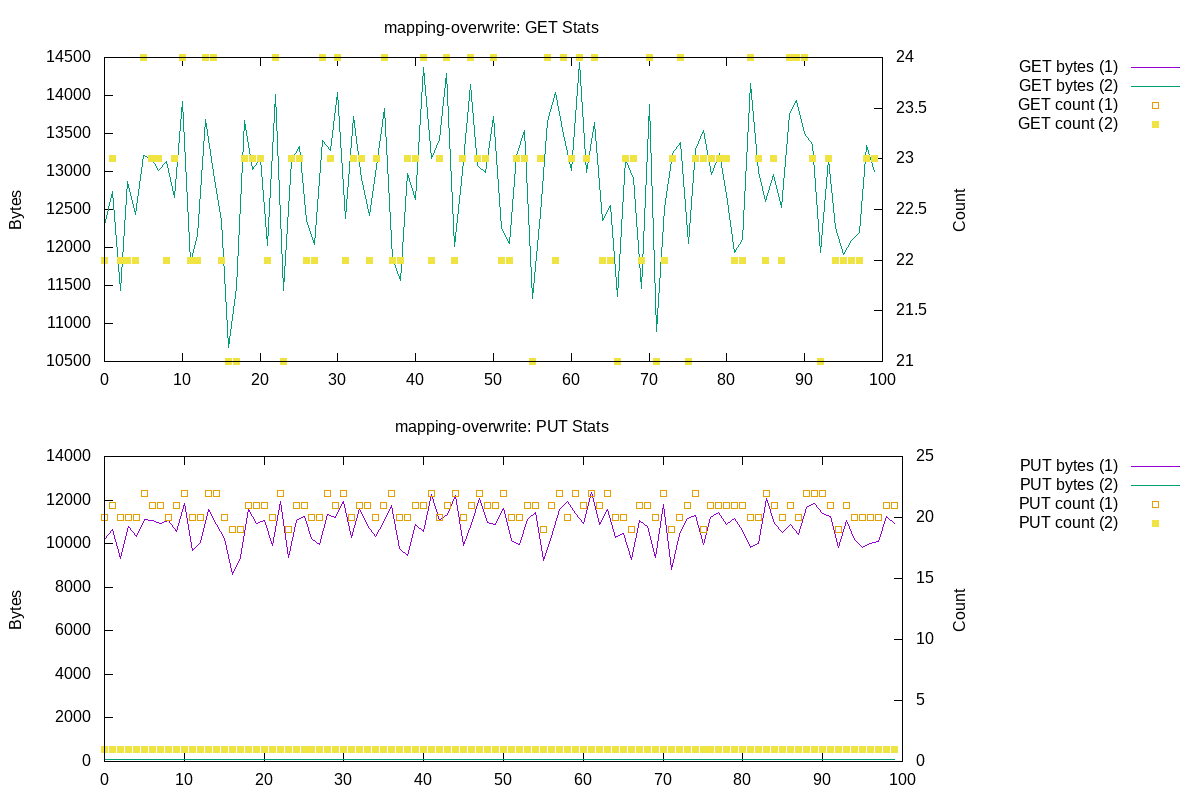 mapping-overwrite: GET Stats
14500
14000
13500
13000
12500
12000
11500
11000
10500
Bytes
0 10 20 30 40 50 60 70 80 90 100
24
23.5
23
22.5
22
21.5
21
Count
GET bytes (1)
GET bytes (2)
GET count (1)
GET count (2)
mapping-overwrite: PUT Stats
14000
12000
10000
8000
6000
4000
2000
0
Bytes
0 10 20 30 40 50 60 70 80 90 100
25
20
15
10
5
0
Count
PUT bytes (1)
PUT bytes (2)
PUT count (1)
PUT count (2)